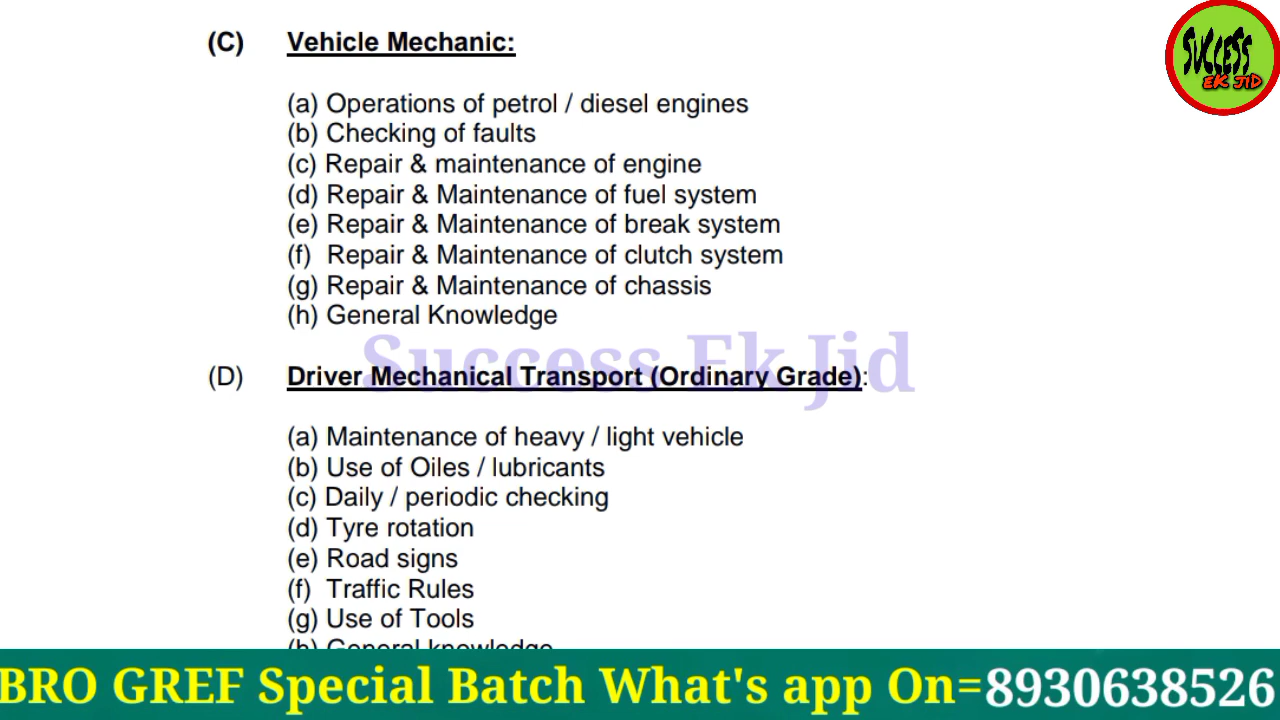 (C) Vehicle Mechanic:
SUCCESS
EK JID
(a) Operations of petrol / diesel engines
(b) Checking of faults
(c) Repair & maintenance of engine
(d) Repair & Maintenance of fuel system
(e) Repair & Maintenance of break system
(f) Repair & Maintenance of clutch system
(g) Repair & Maintenance of chassis
(h) General Knowledge
Success Ek Jid
(D) Driver Mechanical Transport (Ordinary Grade):
(a) Maintenance of heavy / light vehicle
(b) Use of Oiles / lubricants
(c) Daily / periodic checking
(d) Tyre rotation
(e) Road signs
(f) Traffic Rules
(g) Use of Tools
(h) General knowledge
BRO GREF Special Batch What's app On=8930638526